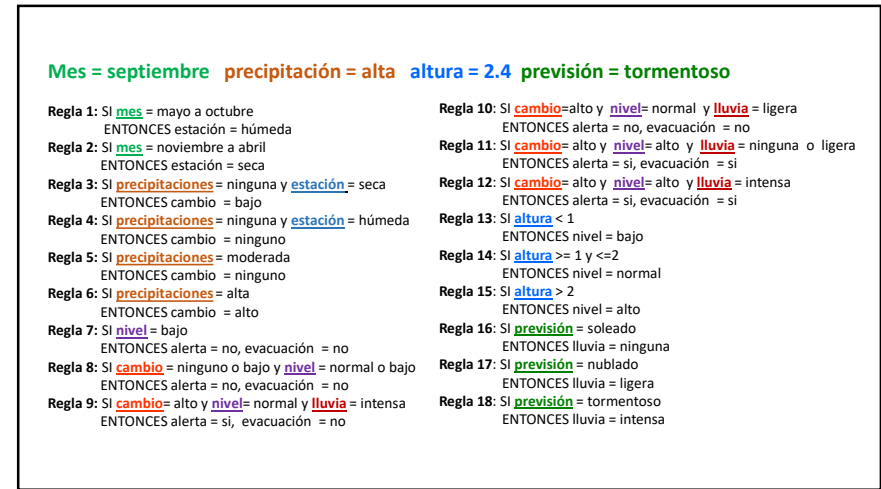 Mes = septiembre precipitación = alta altura = 2.4 previsión = tormentoso
Regla 1: SI mes = mayo a octubre
ENTONCES estación = húmeda
Regla 2: SI mes = noviembre a abril
ENTONCES estación = seca
Regla 3: SI precipitaciones = ninguna y estación = seca
ENTONCES cambio = bajo
Regla 4: SI precipitaciones = ninguna y estación = húmeda
ENTONCES cambio = ninguno
Regla 5: SI precipitaciones = moderada
ENTONCES cambio = ninguno
Regla 6: SI precipitaciones = alta
ENTONCES cambio = alto
Regla 7: SI nivel = bajo
ENTONCES alerta = no, evacuación = no
Regla 8: SI cambio = ninguno o bajo y nivel = normal o bajo
ENTONCES alerta = no, evacuación = no
Regla 9: SI cambio= alto y nivel= normal y lluvia = intensa
ENTONCES alerta = si, evacuación = no
Regla 10: SI cambio=alto y nivel= normal y lluvia = ligera
ENTONCES alerta = no, evacuación = no
Regla 11: SI cambio= alto y nivel= alto y lluvia = ninguna o ligera
ENTONCES alerta = si, evacuación = si
Regla 12: SI cambio= alto y nivel= alto y lluvia = intensa
ENTONCES alerta = si, evacuación = si
Regla 13: SI altura < 1
ENTONCES nivel = bajo
Regla 14: SI altura >= 1 y <=2
ENTONCES nivel = normal
Regla 15: SI altura > 2
ENTONCES nivel = alto
Regla 16: SI previsión = soleado
ENTONCES lluvia = ninguna
Regla 17: SI previsión = nublado
ENTONCES lluvia = ligera
Regla 18: SI previsión = tormentoso
ENTONCES lluvia = intensa